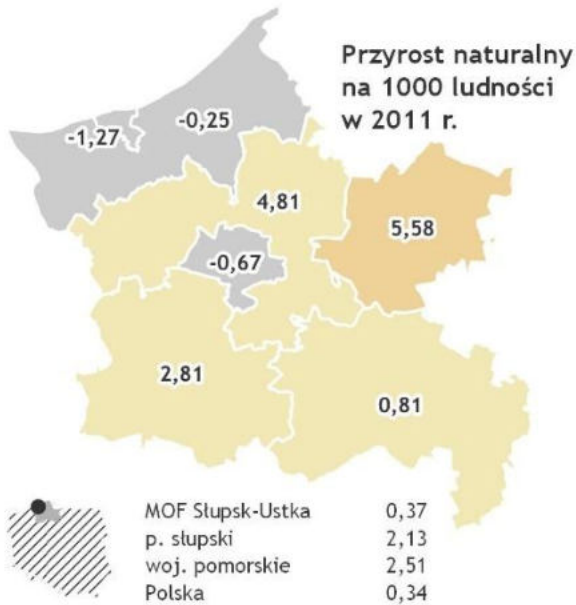 Przyrost naturalny
na 1000 ludności
w 2011 r.
-0,25
-1,27
4,81
5,58
-0,67
2,81
0,81
MOF Słupsk-Ustka 0,37
p. słupski 2,13
woj. pomorskie 2,51
Polska 0,34